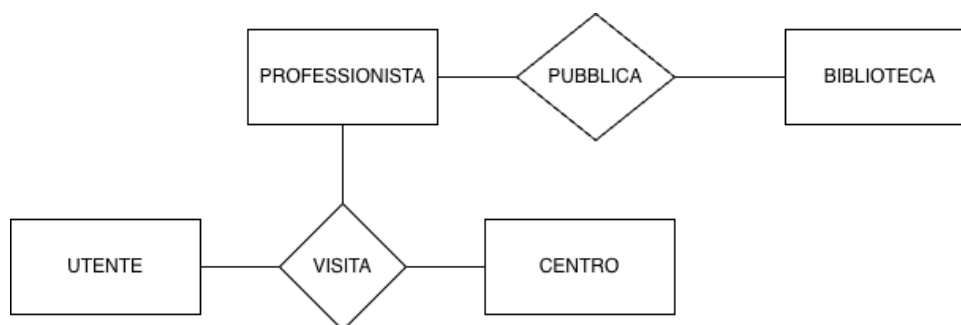 PROFESSIONISTA
PUBBLICA
BIBLIOTECA
UTENTE
VISITA
CENTRO